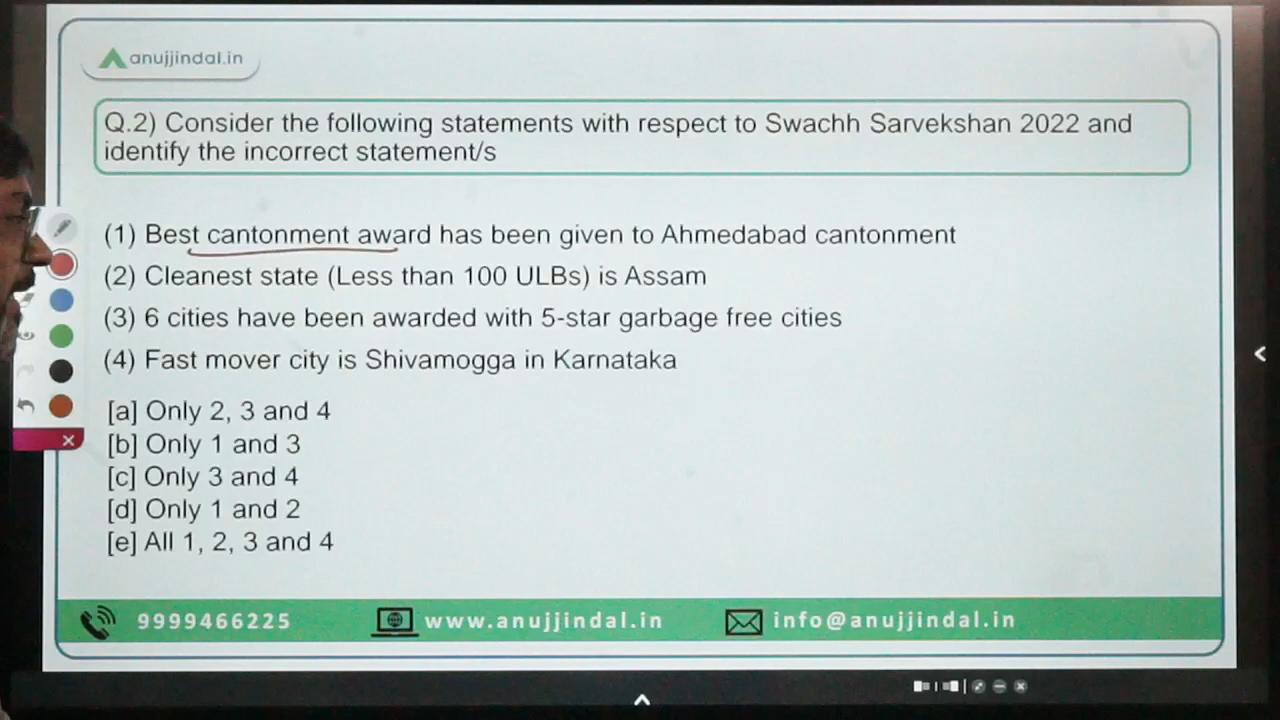 anujjindal.in
Q.2) Consider the following statements with respect to Swachh Sarvekshan 2022 and
identify the incorrect statement/s
(1) Best cantonment award has been given to Ahmedabad cantonment
(2) Cleanest state (Less than 100 ULBs) is Assam
(3) 6 cities have been awarded with 5-star garbage free cities
(4) Fast mover city is Shivamogga in Karnataka
[a] Only 2, 3 and 4
[b] Only 1 and 3
[c] Only 3 and 4
[d] Only 1 and 2
[e] All 1, 2, 3 and 4
9999466225 www.anujjindal.in info@anujjindal.in